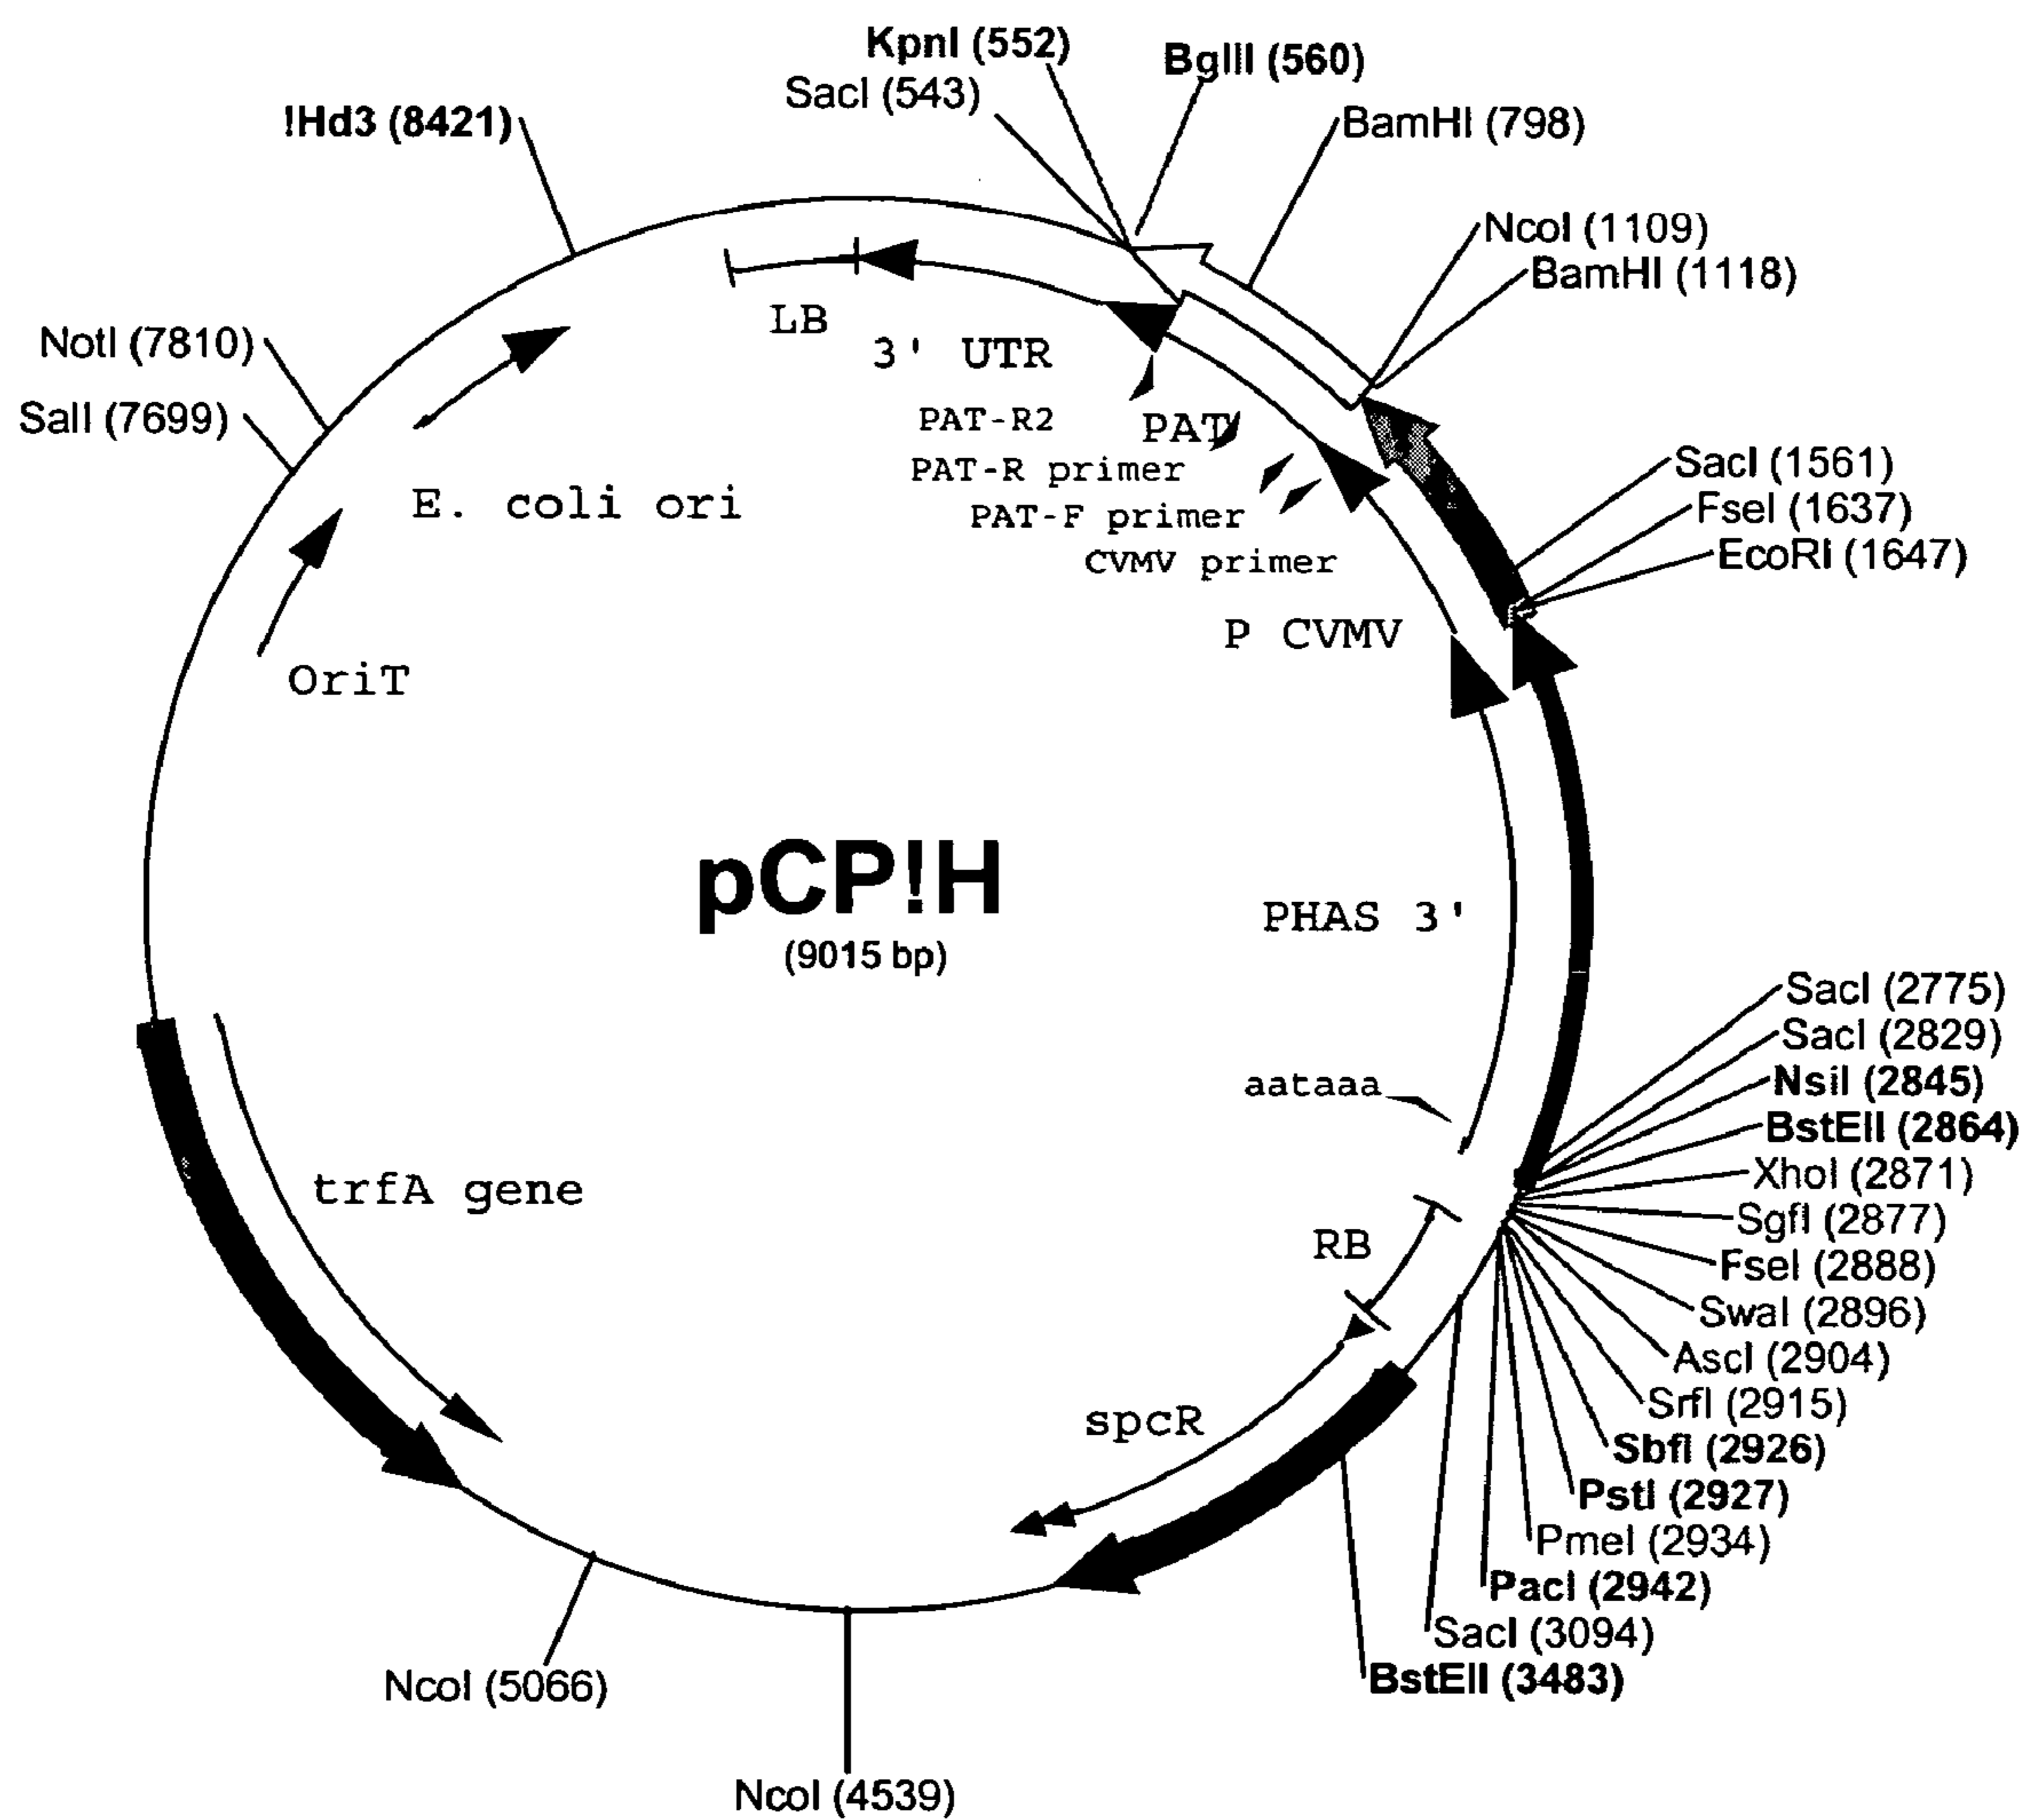 KpnI (552)
BglII (560)
SacI (543)
!Hd3 (8421)
BamHI (798)
NcoI (1109)
BamHI (1118)
LB
NotI (7810)
3' UTR
SalI (7699)
PAT-R2
PAT
PAT-R primer
SacI (1561)
E. coli ori
FseI (1637)
PAT-F primer
EcoRI (1647)
CVMV primer
P CVMV
OriT
pCP!H
PHAS 3'
(9015 bp)
SacI (2775)
SacI (2829)
aataaa
NsiI (2845)
BstEII (2864)
XhoI (2871)
trfA gene
SgfI (2877)
RB
FseI (2888)
SwaI (2896)
AscI (2904)
SrfI (2915)
spcR
SbfI (2926)
PstI (2927)
PmeI (2934)
PacI (2942)
SacI (3094)
BstEII (3483)
NcoI (5066)
NcoI (4539)